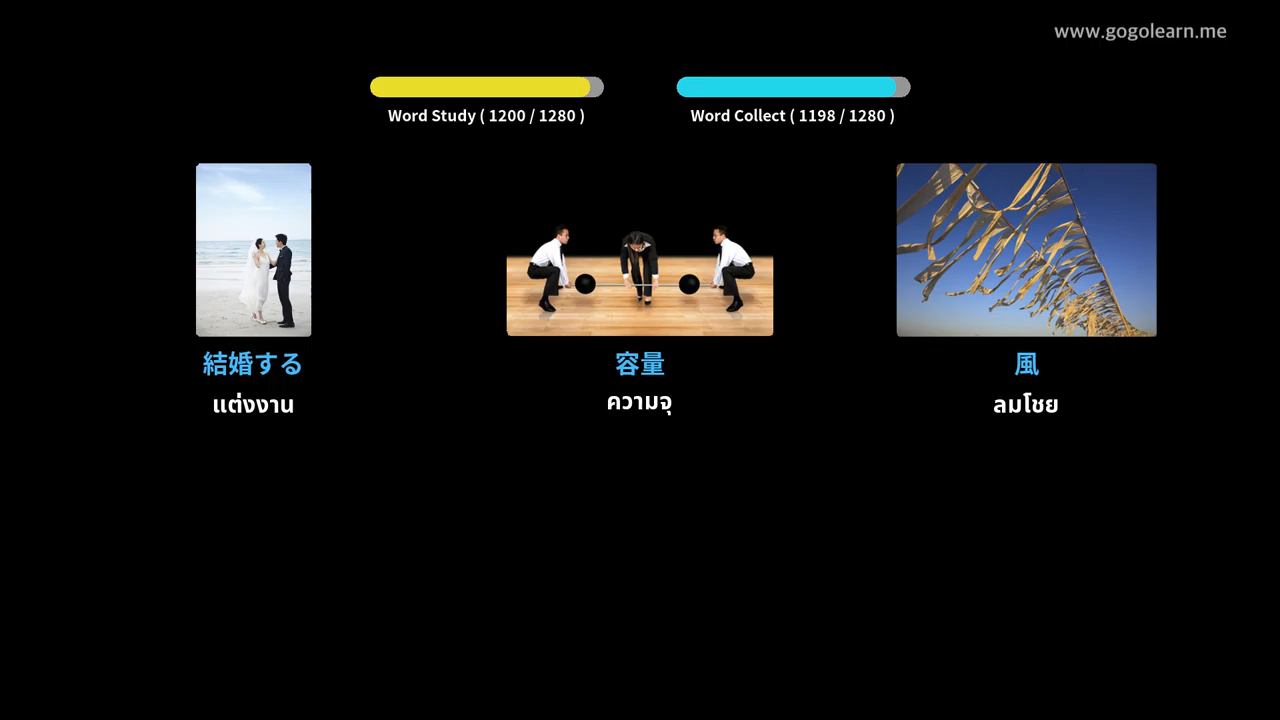 www.gogolearn.me
Word Study ( 1200 / 1280 )
Word Collect ( 1198 / 1280 )
結婚する
แต่งงาน
容量
ความจุ
風
ลมโชย